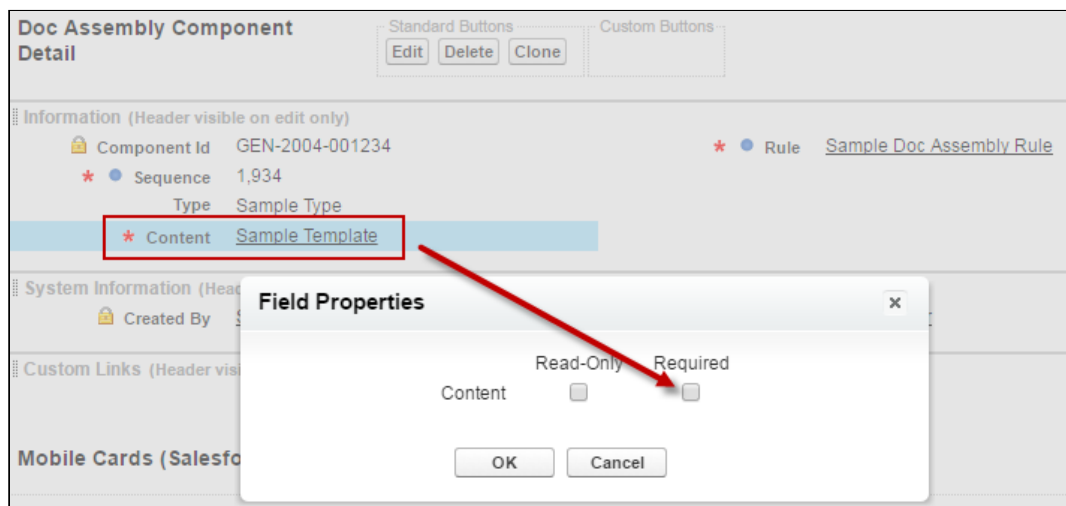 Doc Assembly Component
Detail
Standard Buttons
Edit Delete Clone
Custom Buttons
Information (Header visible on edit only)
Component Id GEN-2004-001234
* Rule Sample Doc Assembly Rule
* Sequence 1,934
Type Sample Type
* Content Sample Template
System Information
Created By
Field Properties
x
Read-Only Required
Content
OK Cancel
Custom Links (Header
Mobile Cards